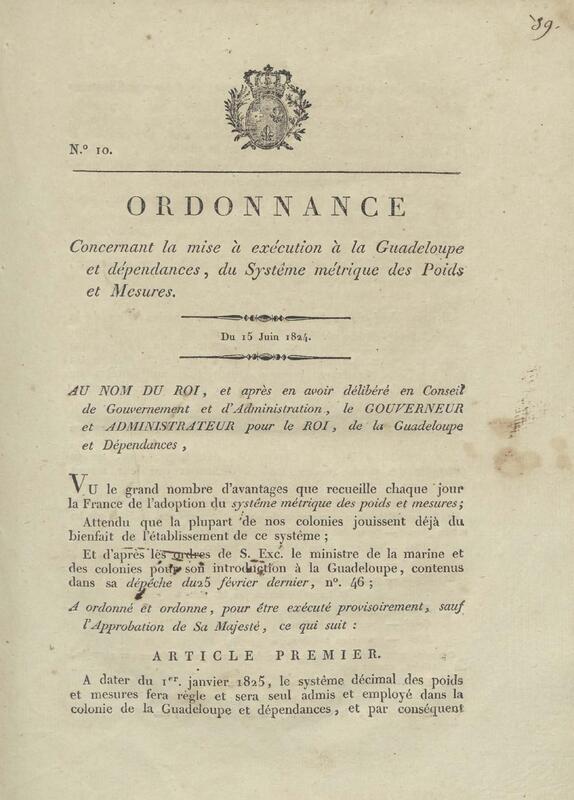 39.
N.º 10.
ORDONNANCE
Concernant la mise à exécution à la Guadeloupe
et dépendances, du Systéme métrique des Poids
et Mesures.
Du 15 Juin 1824.
AU NOM DU ROI, et après en avoir délibéré en Conseil
de Gouvernement et d'Administration, le GOUVERNEUR
et ADMINISTRATEUR pour le ROI, de la Guadeloupe
et Dépendances,
VU le grand nombre d'avantages que recueille chaque jour
la France de l'adoption du systéme métrique des poids et mesures;
Attendu que la plupart de nos colonies jouissent déjà du
bienfait de l'établissement de ce systéme;
Et d'après les ordres de S. Exc. le ministre de la marine et
des colonies pour son introduction à la Guadeloupe, contenus
dans sa dépêche du 25 février dernier, nº. 46;
A ordonné et ordonne, pour être exécuté provisoirement, sauf
l'Approbation de Sa Majesté, ce qui suit:
ARTICLE PREMIER.
A dater du 1er. janvier 1825, le systéme décimal des poids
et mesures fera règle et sera seul admis et employé dans la
colonie de la Guadeloupe et dépendances, et par conséquent